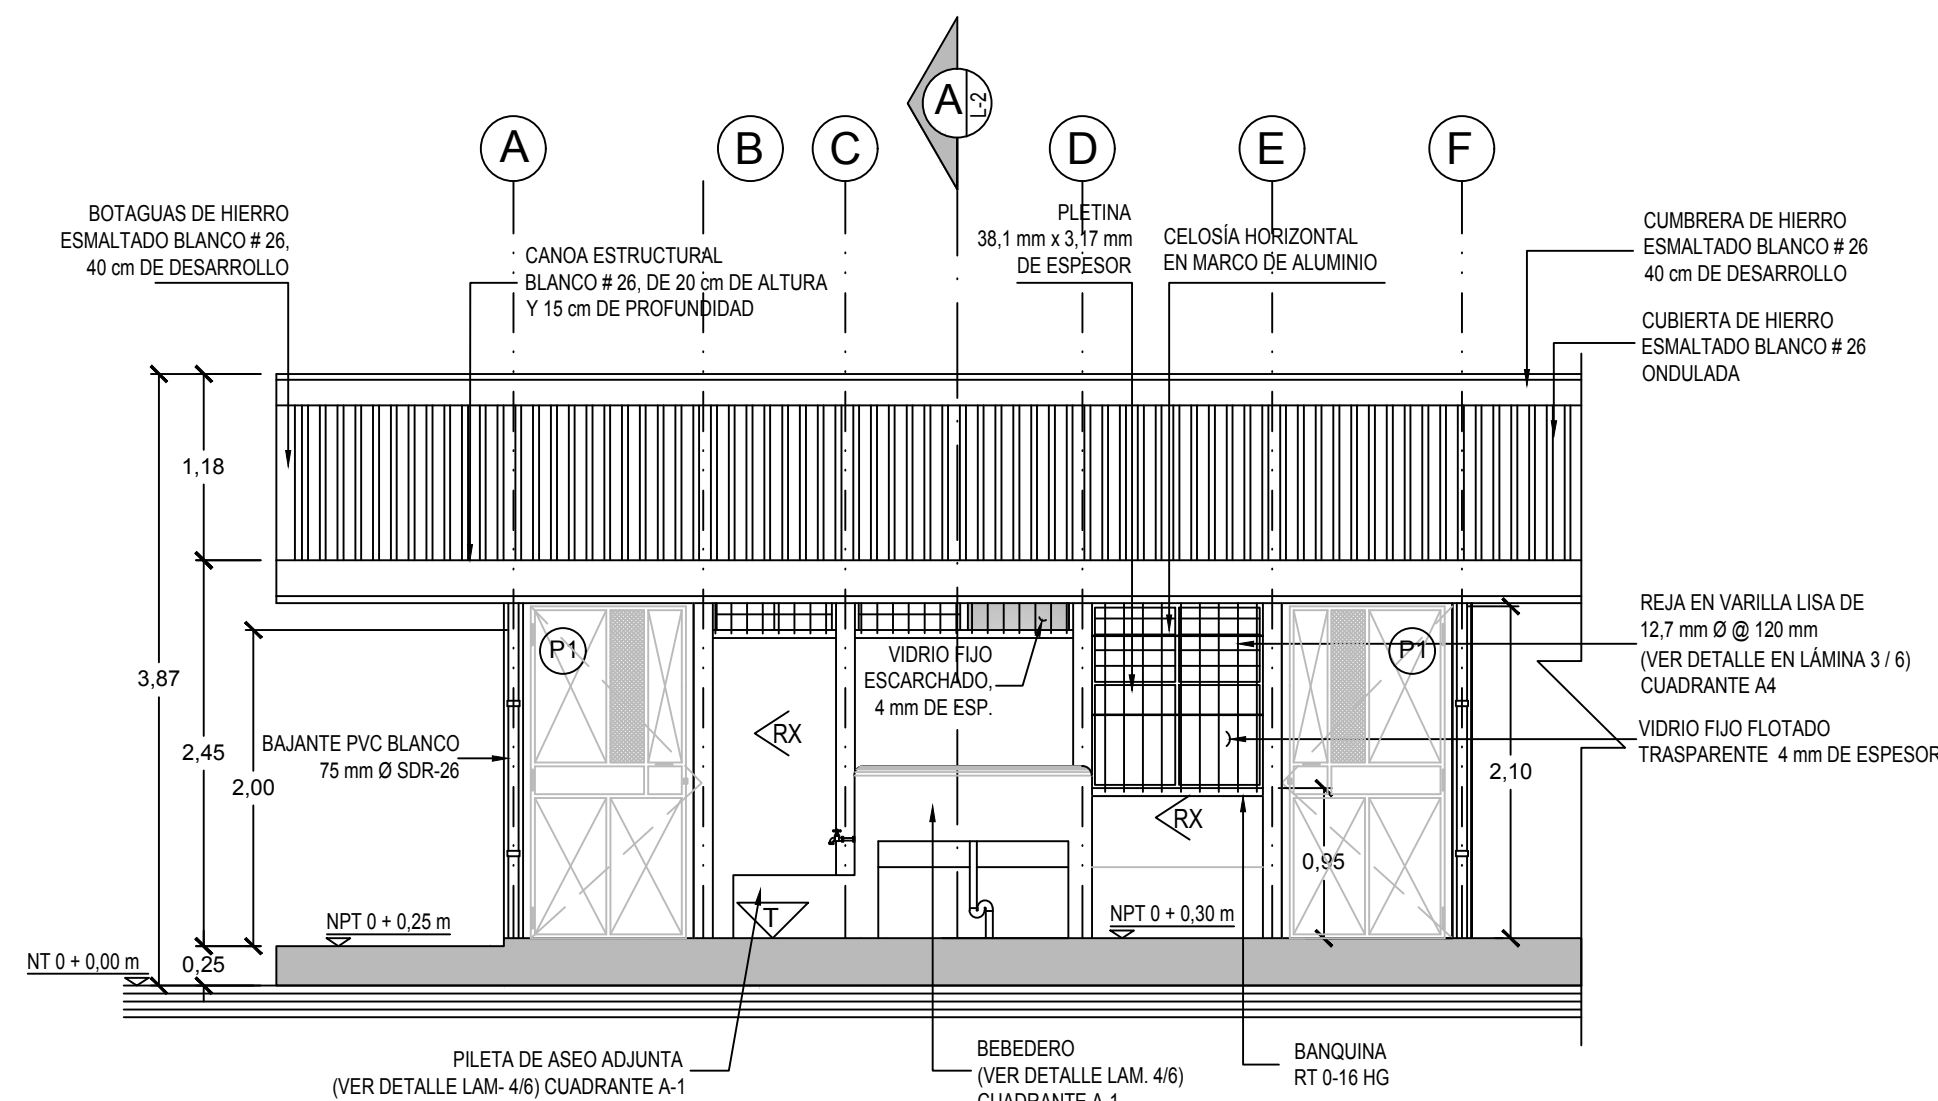 A
L-2
A
B
C
D
E
F
BOTAGUAS DE HIERRO
ESMALTADO BLANCO # 26,
40 cm DE DESARROLLO
CANOA ESTRUCTURAL
BLANCO # 26, DE 20 cm DE ALTURA
Y 15 cm DE PROFUNDIDAD
PLETINA
38,1 mm x 3,17 mm
DE ESPESOR
CELOSÍA HORIZONTAL
EN MARCO DE ALUMINIO
CUMBRERA DE HIERRO
ESMALTADO BLANCO # 26
40 cm DE DESARROLLO
CUBIERTA DE HIERRO
ESMALTADO BLANCO # 26
ONDULADA
1,18
3,87
2,45
2,00
0,25
P1
VIDRIO FIJO
ESCARCHADO,
4 mm DE ESP.
P1
REJA EN VARILLA LISA DE
12,7 mm Ø @ 120 mm
(VER DETALLE EN LÁMINA 3 / 6)
CUADRANTE A4
VIDRIO FIJO FLOTADO
TRASPARENTE 4 mm DE ESPESOR
BAJANTE PVC BLANCO
75 mm Ø SDR-26
RX
RX
2,10
0,95
T
NPT 0 + 0,25 m
NPT 0 + 0,30 m
NT 0 + 0,00 m
PILETA DE ASEO ADJUNTA
(VER DETALLE LAM- 4/6) CUADRANTE A-1
BEBEDERO
(VER DETALLE LAM. 4/6)
CUADRANTE A-1
BANQUINA
RT 0-16 HG